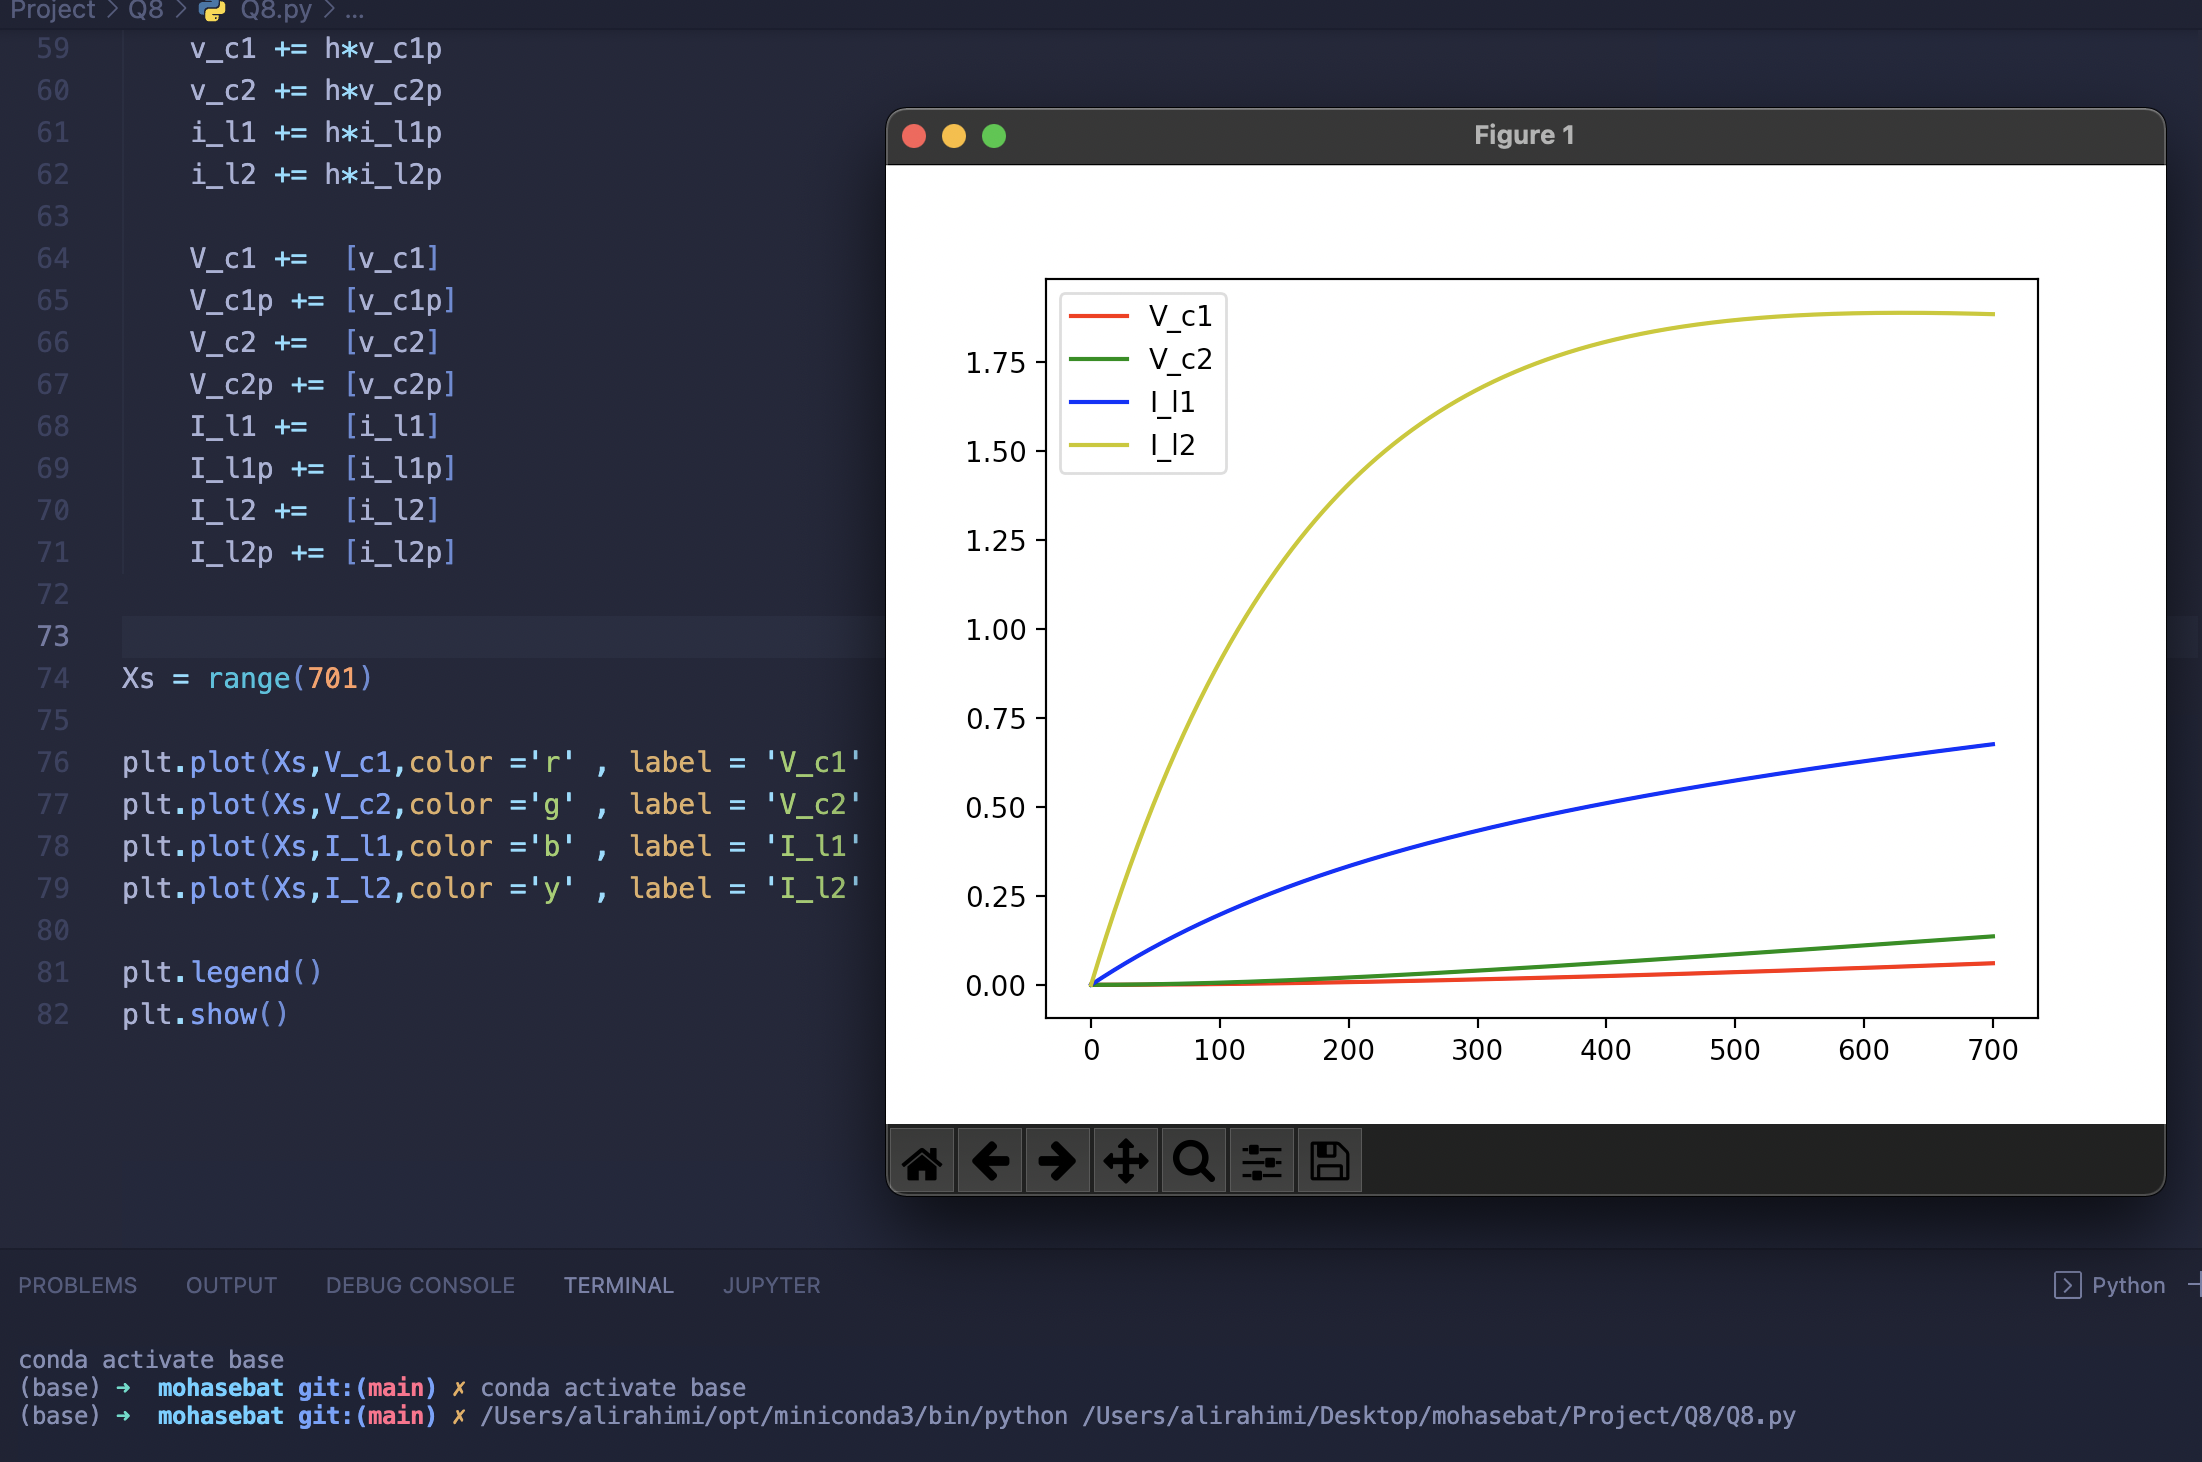 Project > Q8 > Q8.py > ...
59 v_c1 += h*v_c1p
60 v_c2 += h*v_c2p
61 i_l1 += h*i_l1p
62 i_l2 += h*i_l2p
63
64 V_c1 +=  [v_c1]
65 V_c1p += [v_c1p]
66 V_c2 +=  [v_c2]
67 V_c2p += [v_c2p]
68 I_l1 +=  [i_l1]
69 I_l1p += [i_l1p]
70 I_l2 +=  [i_l2]
71 I_l2p += [i_l2p]
72
73
74 Xs = range(701)
75
76 plt.plot(Xs,V_c1,color ='r' , label = 'V_c1'
77 plt.plot(Xs,V_c2,color ='g' , label = 'V_c2'
78 plt.plot(Xs,I_l1,color ='b' , label = 'I_l1'
79 plt.plot(Xs,I_l2,color ='y' , label = 'I_l2'
80
81 plt.legend()
82 plt.show()
Figure 1
V_c1
V_c2
I_l1
I_l2
1.75
1.50
1.25
1.00
0.75
0.50
0.25
0.00
0 100 200 300 400 500 600 700
PROBLEMS OUTPUT DEBUG CONSOLE TERMINAL JUPYTER Python
conda activate base
(base) ➜ mohasebat git:(main) ✗ conda activate base
(base) ➜ mohasebat git:(main) ✗ /Users/alirahimi/opt/miniconda3/bin/python /Users/alirahimi/Desktop/mohasebat/Project/Q8/Q8.py